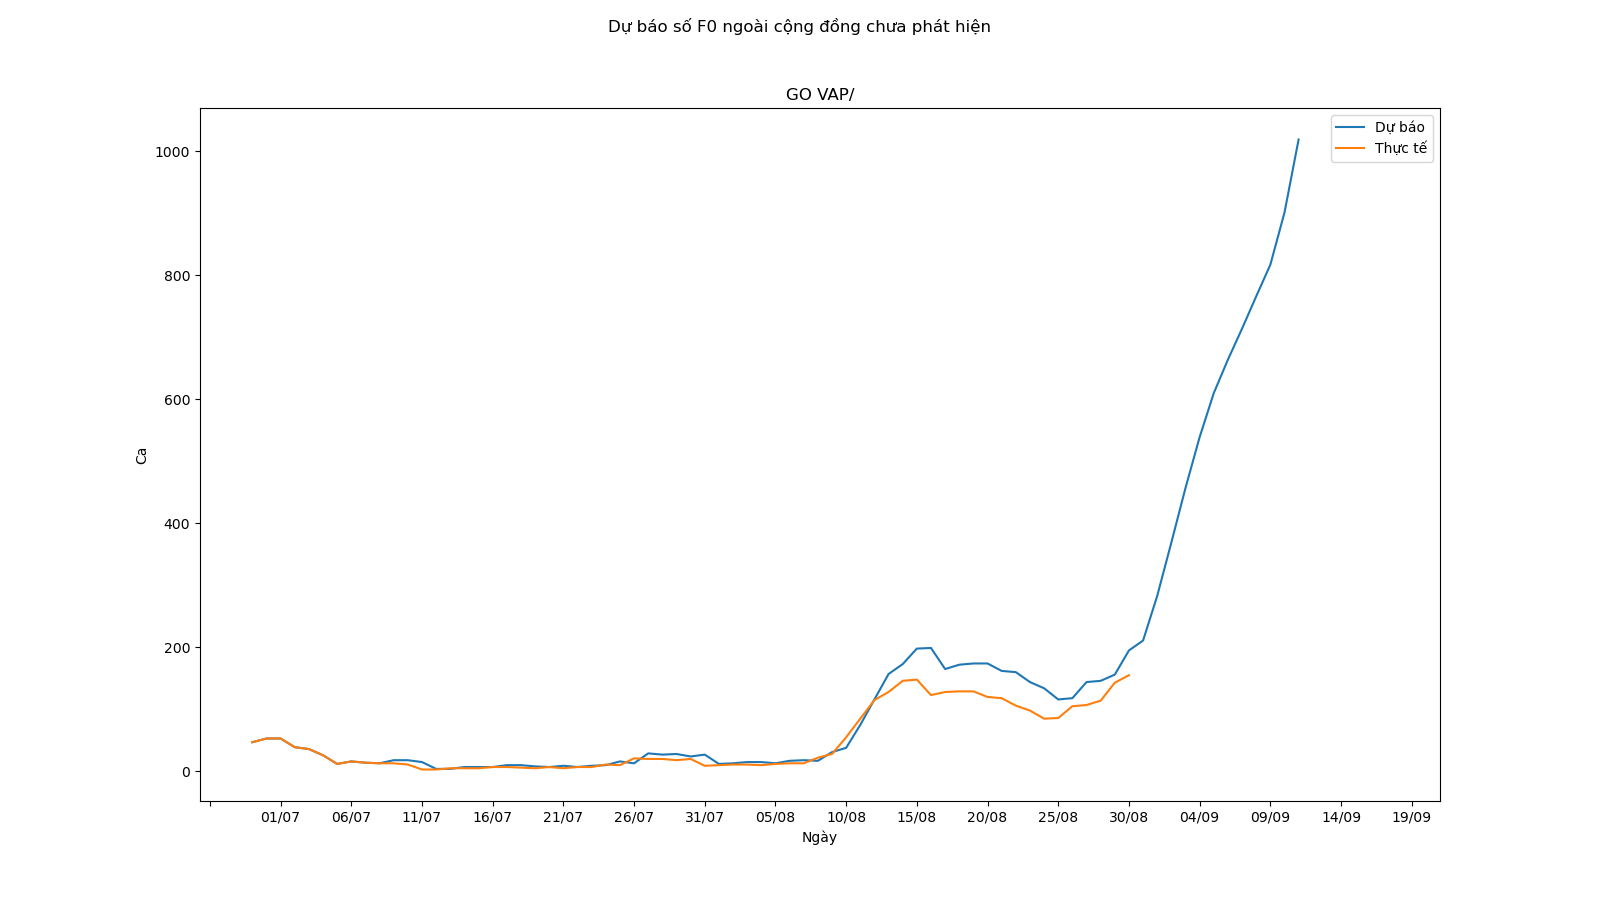 Dự báo số F0 ngoài cộng đồng chưa phát hiện
GO VAP/
Dự báo
Thực tế
1000
800
600
400
200
0
Ca
01/07 06/07 11/07 16/07 21/07 26/07 31/07 05/08 10/08 15/08 20/08 25/08 30/08 04/09 09/09 14/09 19/09
Ngày